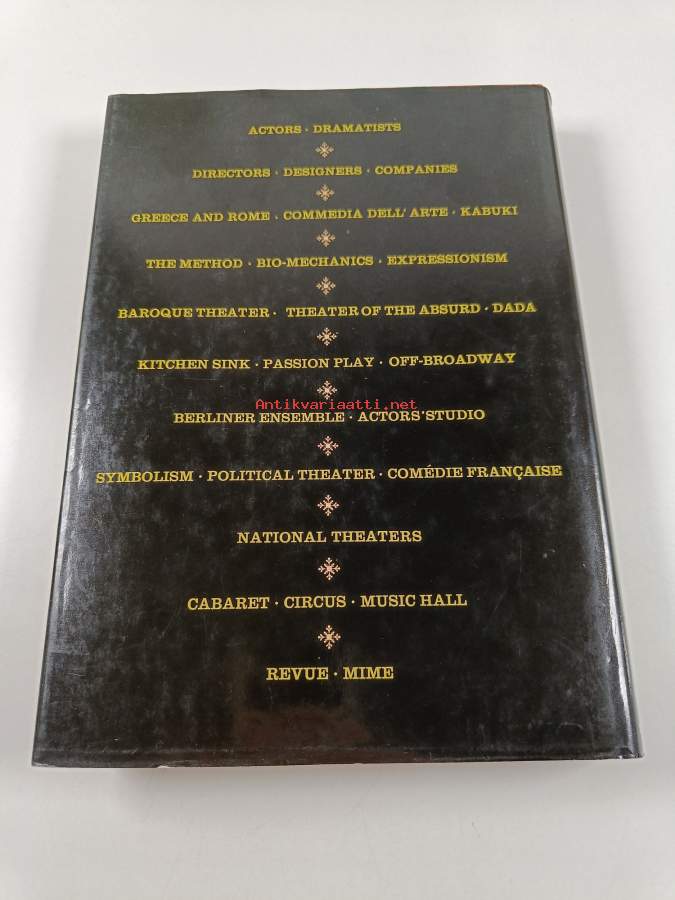 ACTORS · DRAMATISTS
DIRECTORS · DESIGNERS · COMPANIES
GREECE AND ROME · COMMEDIA DELL' ARTE · KABUKI
THE METHOD · BIO-MECHANICS · EXPRESSIONISM
BAROQUE THEATER · THEATER OF THE ABSURD · DADA
KITCHEN SINK · PASSION PLAY · OFF-BROADWAY
Antikvariaatti.net
BERLINER ENSEMBLE · ACTORS' STUDIO
SYMBOLISM · POLITICAL THEATER · COMÉDIE FRANÇAISE
NATIONAL THEATERS
CABARET · CIRCUS · MUSIC HALL
REVUE · MIME